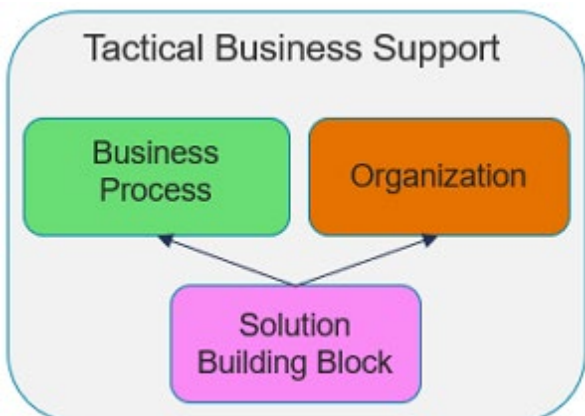 Tactical Business Support
Business
Process
Organization
Solution
Building Block